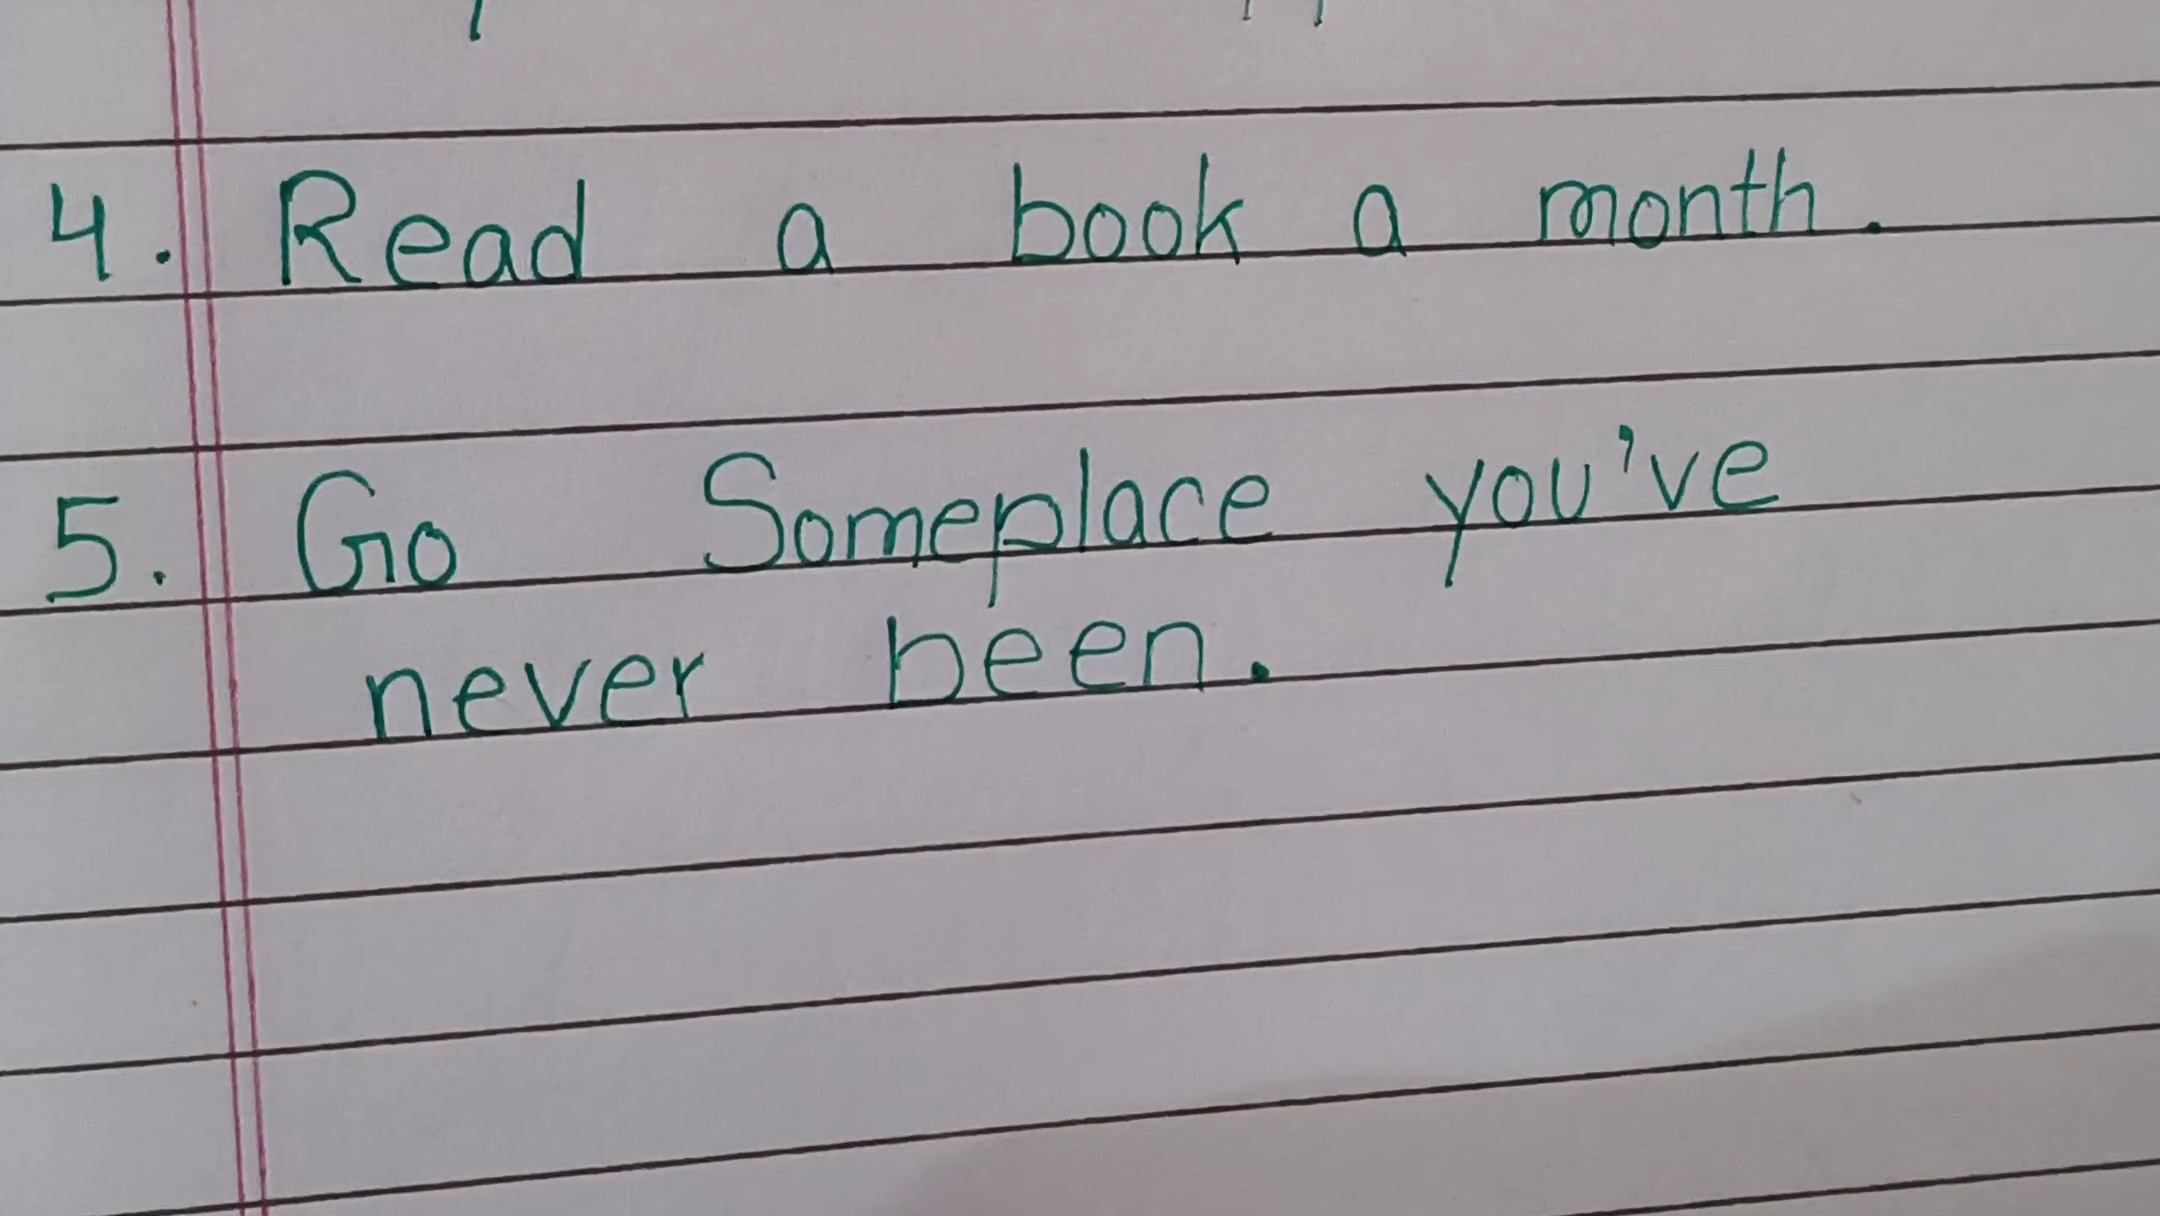 4. Read a book a month.
5. Go Someplace you've
never been.